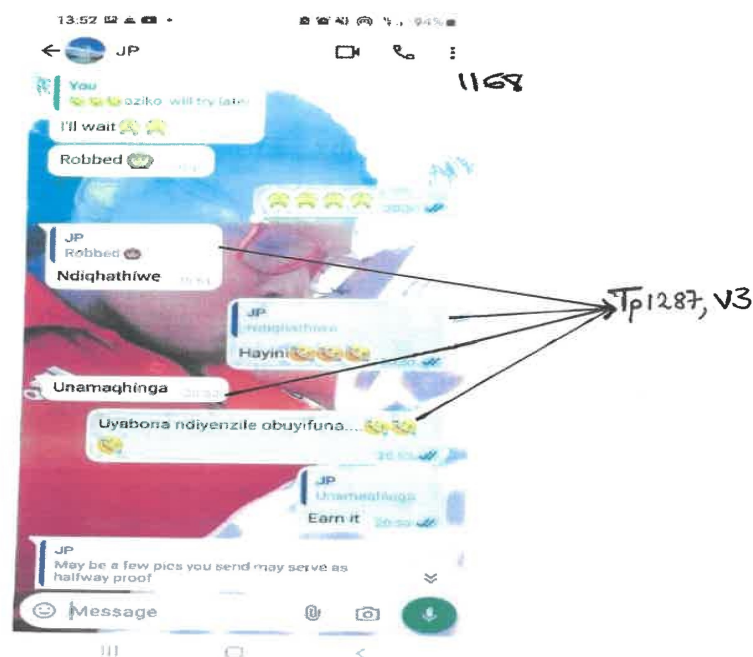 13:52
94%
JP
1168
You
oziko will try later
I'll wait
Robbed
JP
Robbed
Ndiqhathiwe
Tp1287, V3
JP
Ndiqhathiwe
Hayini
Unamaqhinga
Uyabona ndiyenzile obuyifuna....
JP
Unamaqhinga
Earn it
JP
May be a few pics you send may serve as
halfway proof
Message